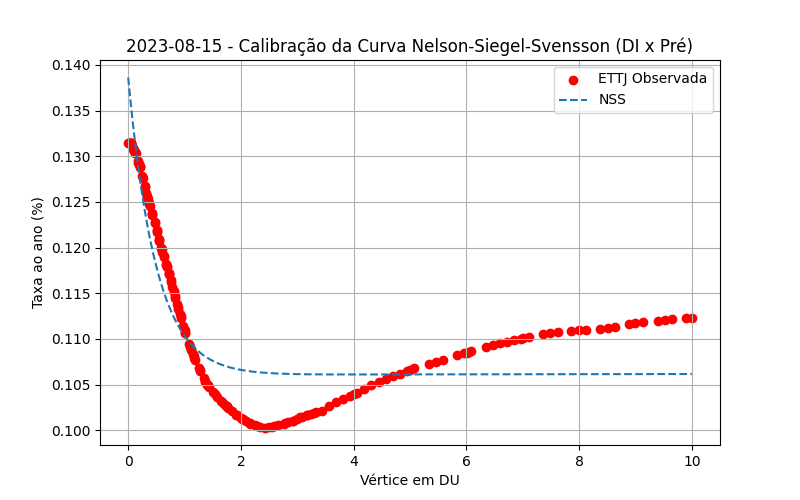 2023-08-15 - Calibração da Curva Nelson-Siegel-Svensson (DI x Pré)
ETTJ Observada
NSS
Taxa ao ano (%)
0.140
0.135
0.130
0.125
0.120
0.115
0.110
0.105
0.100
0 2 4 6 8 10
Vértice em DU